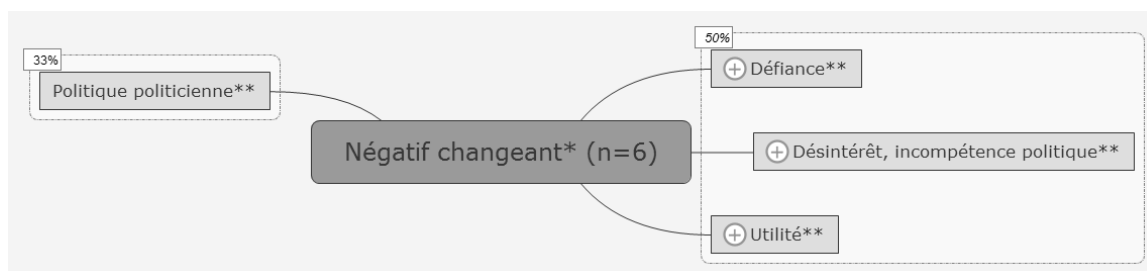 33%
Politique politicienne**
Négatif changeant* (n=6)
50%
Défiance**
Désintérêt, incompétence politique**
Utilité**